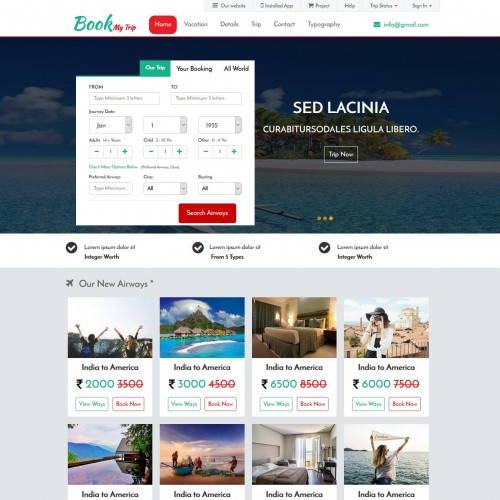 Our website Installed App Project Help Trip Status Sign In
Book My Trip
Home Vacation Details Trip Contact Typography info@gmail.com
Our Trip Your Booking All World
FROM TO
Type Minimum 3 letters Type Minimum 3 letters
Journey Date
Jan 1 1935
Adults 14+ Years Child 5 - 10 Yrs Other 0 - 4 Yrs
− 1 + − 1 + − 1 +
Check More Options Below (Preferred Airways, Class)
Preferred Airways Class Routing
Type Minimum All All
Search Airways
SED LACINIA
CURABITURSODALES LIGULA LIBERO.
Trip Now
Lorem ipsum dolor sit Lorem ipsum dolor sit Lorem ipsum dolor sit
Integer Worth From 5 Types Integer Worth
Our New Airways *
India to America India to America India to America India to America
₹ 2000 3500 ₹ 3000 4500 ₹ 6500 8500 ₹ 6000 7500
View Ways Book Now View Ways Book Now View Ways Book Now View Ways Book Now
India to America India to America India to America India to America